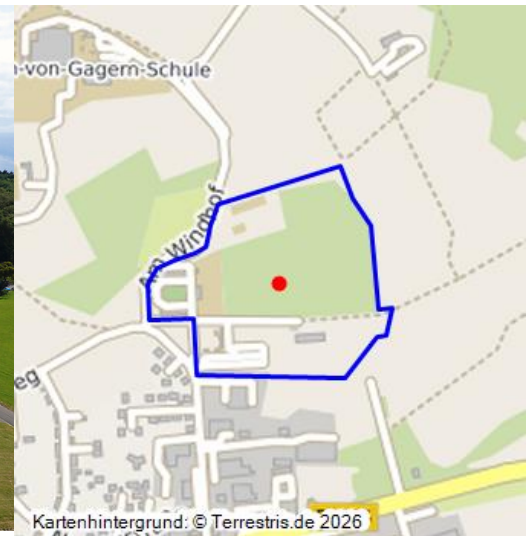 n-von-Gagern-Schule
Am Windhof
eg
Kartenhintergrund: © Terrestris.de 2026